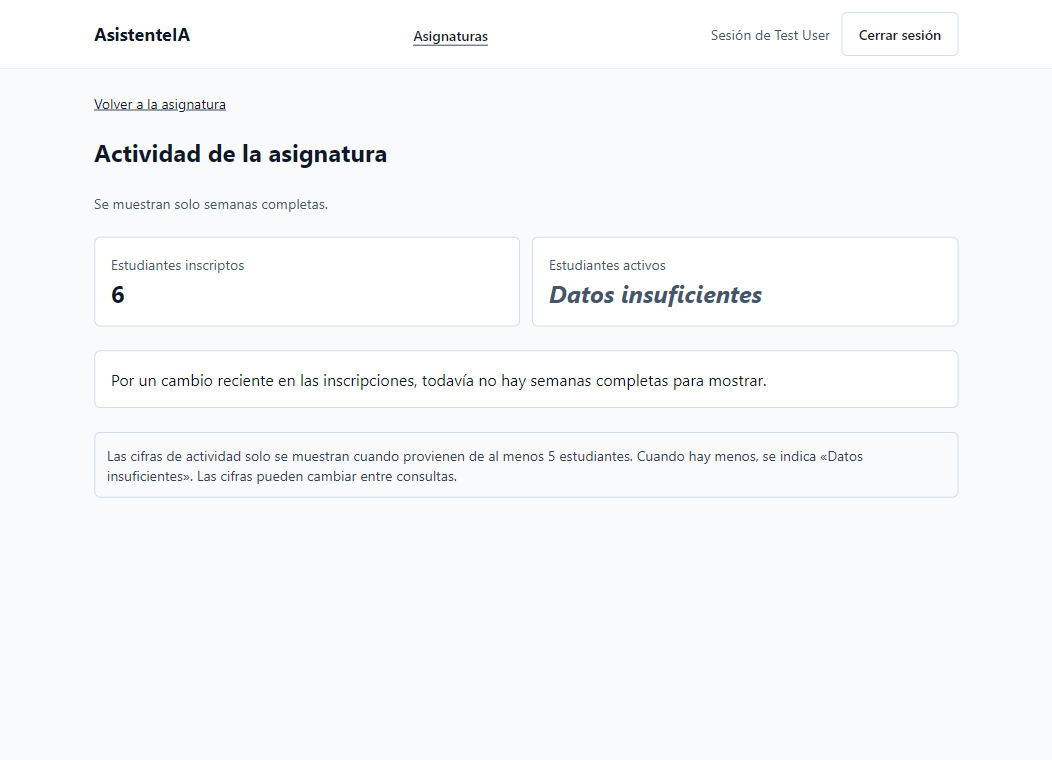 AsistenteIA
Asignaturas
Sesión de Test User
Cerrar sesión
Volver a la asignatura
Actividad de la asignatura
Se muestran solo semanas completas.
Estudiantes inscriptos
6
Estudiantes activos
Datos insuficientes
Por un cambio reciente en las inscripciones, todavía no hay semanas completas para mostrar.
Las cifras de actividad solo se muestran cuando provienen de al menos 5 estudiantes. Cuando hay menos, se indica «Datos
insuficientes». Las cifras pueden cambiar entre consultas.